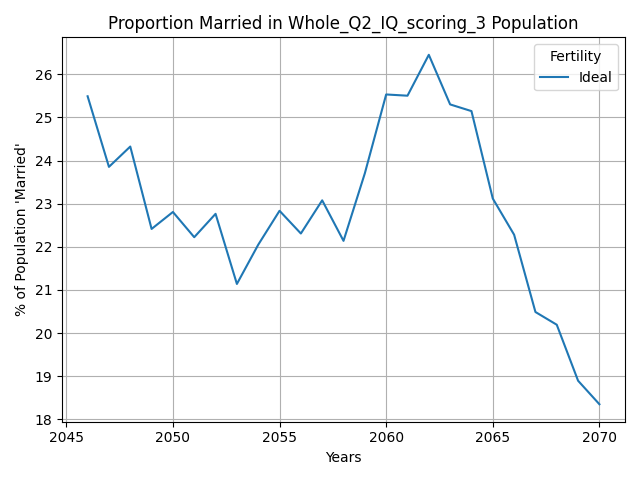 Proportion Married in Whole_Q2_IQ_scoring_3 Population
% of Population 'Married'
26
25
24
23
22
21
20
19
18
Fertility
Ideal
2045 2050 2055 2060 2065 2070
Years